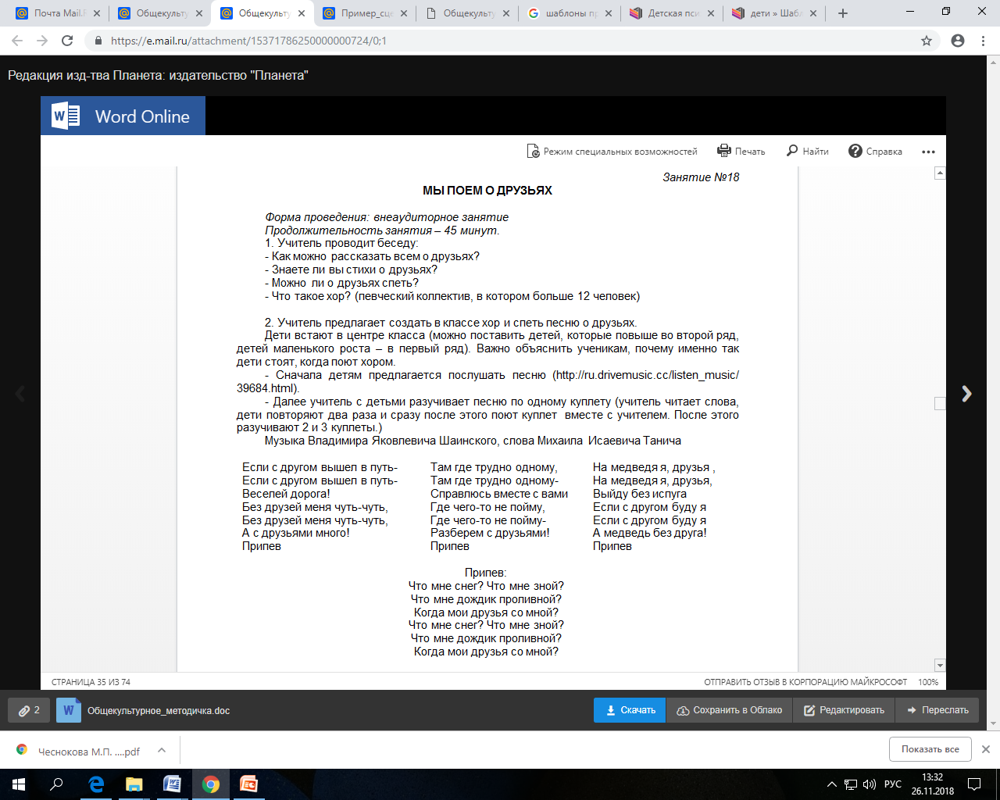 Почта Mail.R
Общекульту
Общекульту
Пример_сце
Общекульту
шаблоны пр
Детская пси
дети » Шабл
https://e.mail.ru/attachment/15371786250000000724/0;1
Редакция изд-тва Планета: издательство "Планета"
Word Online
Режим специальных возможностей
Печать
Найти
Справка
Занятие №18
МЫ ПОЕМ О ДРУЗЬЯХ
Форма проведения: внеаудиторное занятие
Продолжительность занятия – 45 минут.
1. Учитель проводит беседу:
- Как можно рассказать всем о друзьях?
- Знаете ли вы стихи о друзьях?
- Можно ли о друзьях спеть?
- Что такое хор? (певческий коллектив, в котором больше 12 человек)
2. Учитель предлагает создать в классе хор и спеть песню о друзьях.
Дети встают в центре класса (можно поставить детей, которые повыше во второй ряд,
детей маленького роста – в первый ряд). Важно объяснить ученикам, почему именно так
дети стоят, когда поют хором.
- Сначала детям предлагается послушать песню (http://ru.drivemusic.cc/listen_music/
39684.html).
- Далее учитель с детьми разучивает песню по одному куплету (учитель читает слова,
дети повторяют два раза и сразу после этого поют куплет вместе с учителем. После этого
разучивают 2 и 3 куплеты.)
Музыка Владимира Яковлевича Шаинского, слова Михаила Исаевича Танича
Если с другом вышел в путь-
Если с другом вышел в путь-
Веселей дорога!
Без друзей меня чуть-чуть,
Без друзей меня чуть-чуть,
А с друзьями много!
Припев
Там где трудно одному,
Там где трудно одному-
Справлюсь вместе с вами
Где чего-то не пойму,
Где чего-то не пойму-
Разберем с друзьями!
Припев
На медведя я, друзья ,
На медведя я, друзья,
Выйду без испуга
Если с другом буду я
Если с другом буду я
А медведь без друга!
Припев
Припев:
Что мне снег? Что мне зной?
Что мне дождик проливной?
Когда мои друзья со мной?
Что мне снег? Что мне зной?
Что мне дождик проливной?
Когда мои друзья со мной?
СТРАНИЦА 35 ИЗ 74
ОТПРАВИТЬ ОТЗЫВ В КОРПОРАЦИЮ МАЙКРОСОФТ 100%
2
Общекультурное_методичка.doc
Скачать
Сохранить в Облако
Редактировать
Переслать
Чеснокова М.П. ....pdf
Показать все
РУС
13:32
26.11.2018